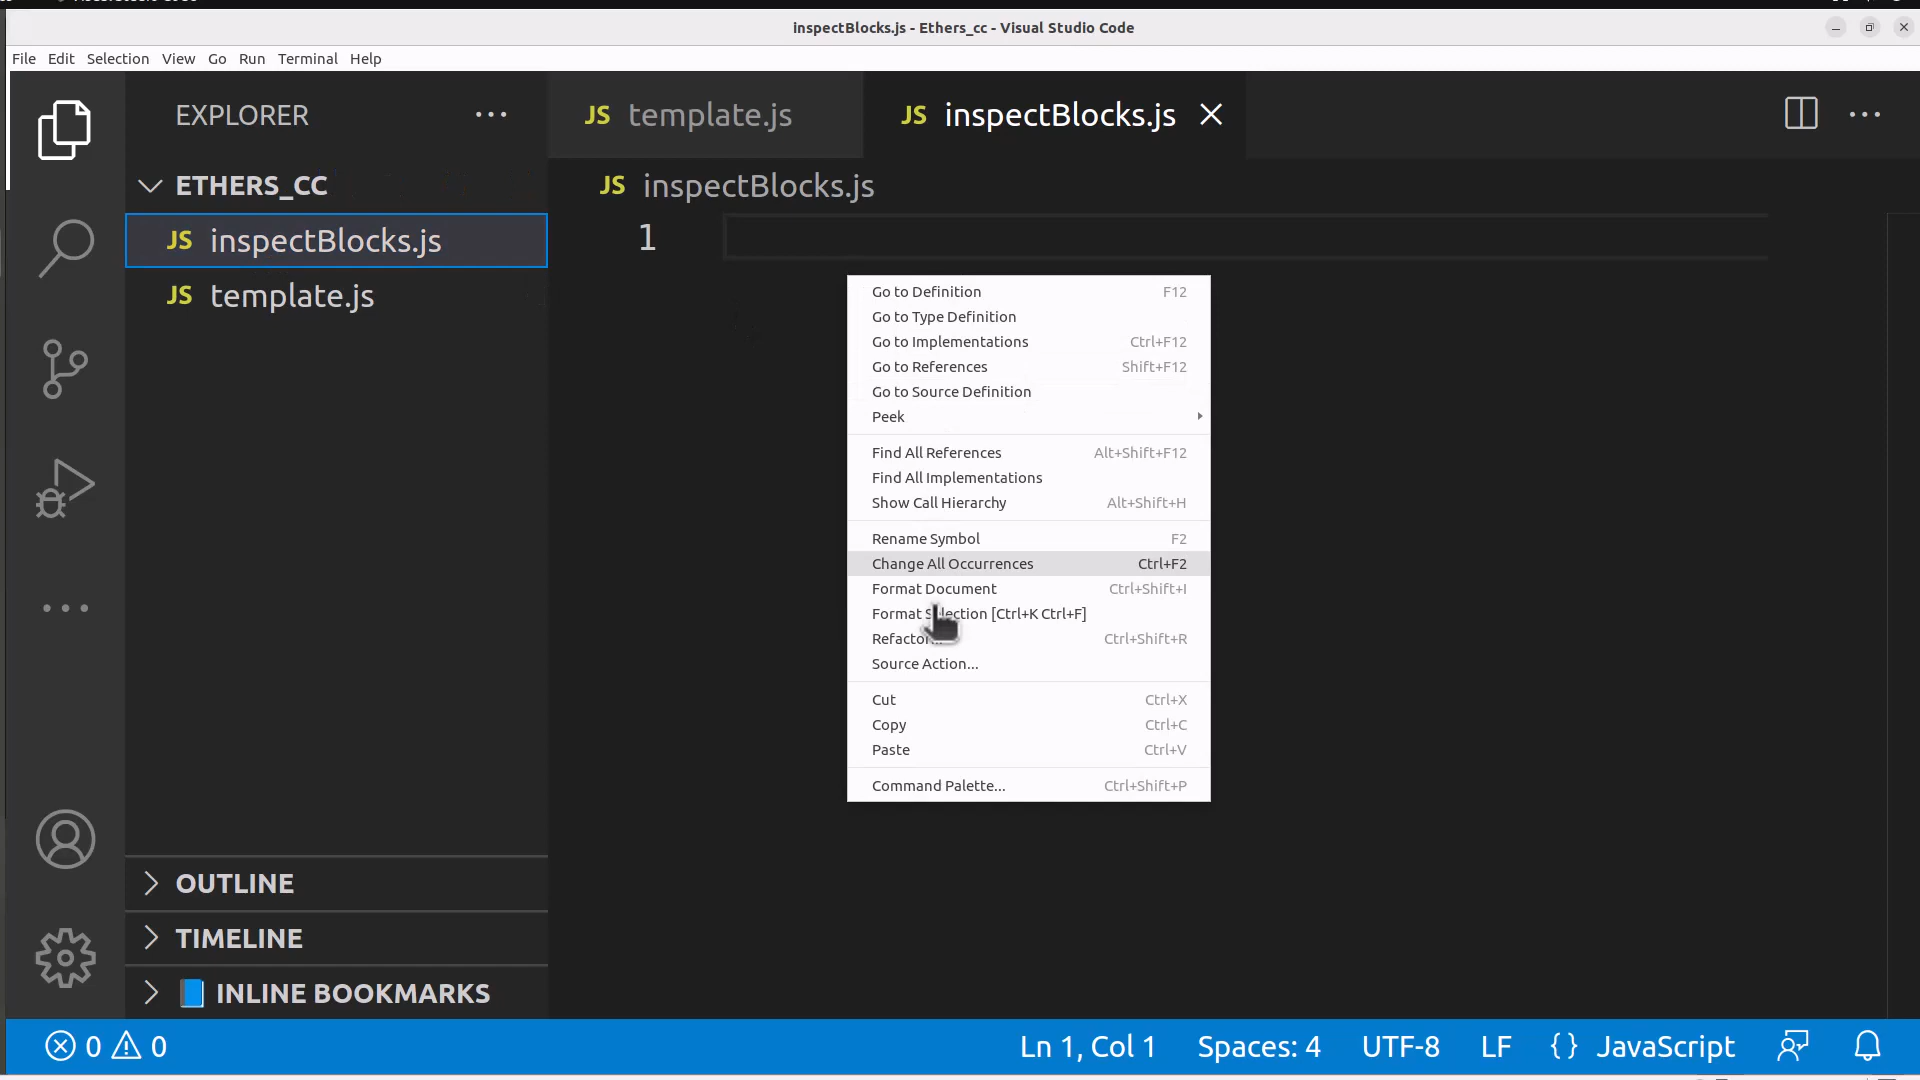 inspectBlocks.js - Ethers_cc - Visual Studio Code
File Edit Selection View Go Run Terminal Help
EXPLORER
JS template.js
JS inspectBlocks.js
ETHERS_CC
JS inspectBlocks.js
JS inspectBlocks.js
1
JS template.js
Go to Definition F12
Go to Type Definition
Go to Implementations Ctrl+F12
Go to References Shift+F12
Go to Source Definition
Peek
Find All References Alt+Shift+F12
Find All Implementations
Show Call Hierarchy Alt+Shift+H
Rename Symbol F2
Change All Occurrences Ctrl+F2
Format Document Ctrl+Shift+I
Format Selection [Ctrl+K Ctrl+F]
Refactor... Ctrl+Shift+R
Source Action...
Cut Ctrl+X
Copy Ctrl+C
Paste Ctrl+V
Command Palette... Ctrl+Shift+P
OUTLINE
TIMELINE
INLINE BOOKMARKS
0 0 Ln 1, Col 1 Spaces: 4 UTF-8 LF {} JavaScript